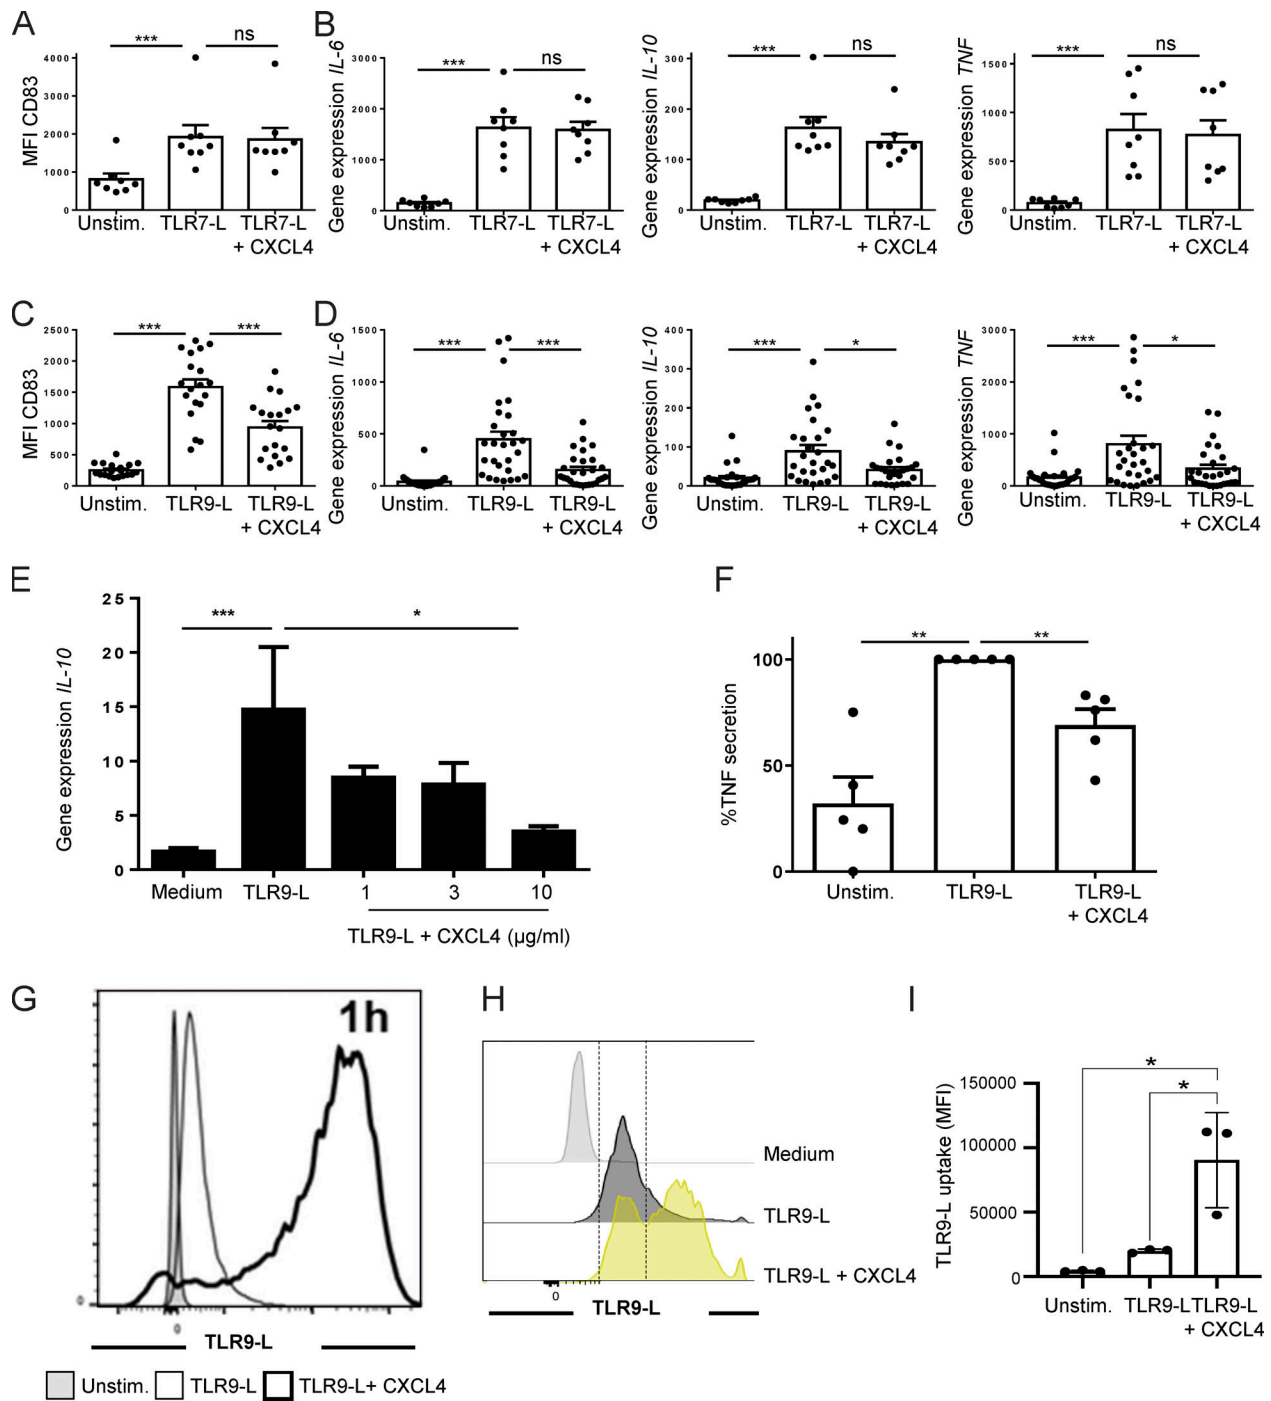 A
MFI CD83
4000
3000
2000
1000
0
***
ns
Unstim.
TLR7-L
TLR7-L
+ CXCL4
B
Gene expression IL-6
3000
2000
1000
0
***
ns
Unstim.
TLR7-L
TLR7-L
+ CXCL4
Gene expression IL-10
300
200
100
0
***
ns
Unstim.
TLR7-L
TLR7-L
+ CXCL4
Gene expression TNF
1500
1000
500
0
***
ns
Unstim.
TLR7-L
TLR7-L
+ CXCL4
C
MFI CD83
2500
2000
1500
1000
500
0
***
***
Unstim.
TLR9-L
TLR9-L
+ CXCL4
D
Gene expression IL-6
1500
1000
500
0
***
***
Unstim.
TLR9-L
TLR9-L
+ CXCL4
Gene expression IL-10
400
300
200
100
0
***
*
Unstim.
TLR9-L
TLR9-L
+ CXCL4
Gene expression TNF
3000
2000
1000
0
***
*
Unstim.
TLR9-L
TLR9-L
+ CXCL4
E
Gene expression IL-10
25
20
15
10
5
0
***
*
Medium
TLR9-L
1
3
10
TLR9-L + CXCL4 (µg/ml)
F
%TNF secretion
100
50
0
**
**
Unstim.
TLR9-L
TLR9-L
+ CXCL4
G
1h
0
0
TLR9-L
Unstim.
TLR9-L
TLR9-L+ CXCL4
H
Medium
TLR9-L
TLR9-L + CXCL4
0
TLR9-L
I
TLR9-L uptake (MFI)
150000
100000
50000
0
*
*
Unstim.
TLR9-L
TLR9-L
+ CXCL4